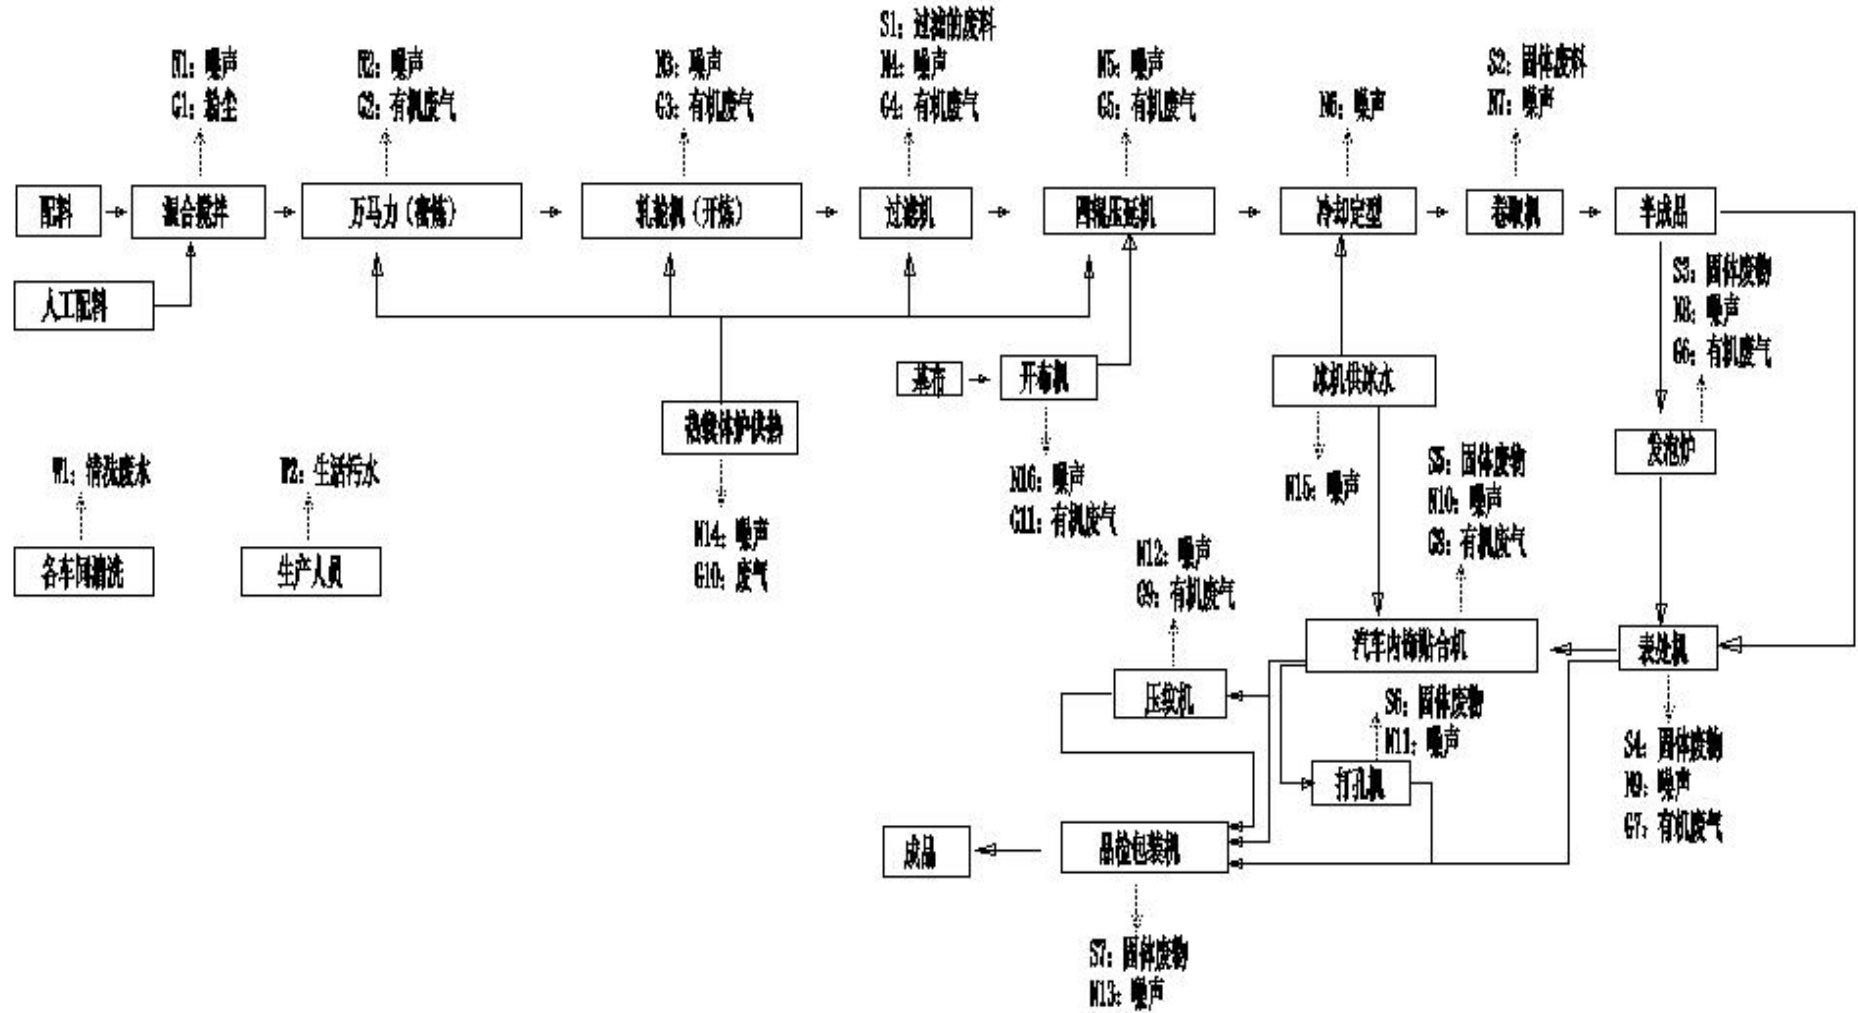 S1：过滤的废料
N1：噪声
N2：噪声
N3：噪声
N4：噪声
N5：噪声
S2：固体废料
G1：粉尘
G2：有机废气
G3：有机废气
G4：有机废气
G5：有机废气
N6：噪声
N7：噪声
配料
混合搅拌
万马力（密炼）
轧轮机（开炼）
过滤机
四辊压延机
冷却定型
卷取机
半成品
人工配料
S3：固体废物
N8：噪声
G6：有机废气
基布
开布机
冰机供冰水
热载体炉供热
发泡炉
W1：清洗废水
W2：生活污水
N16：噪声
G11：有机废气
N15：噪声
S5：固体废物
N10：噪声
G8：有机废气
各车间清洗
生产人员
N14：噪声
G10：废气
N12：噪声
G9：有机废气
汽车内饰贴合机
表处机
压纹机
S6：固体废物
N11：噪声
打孔机
S4：固体废物
N9：噪声
G7：有机废气
成品
品检包装机
S7：固体废物
N13：噪声